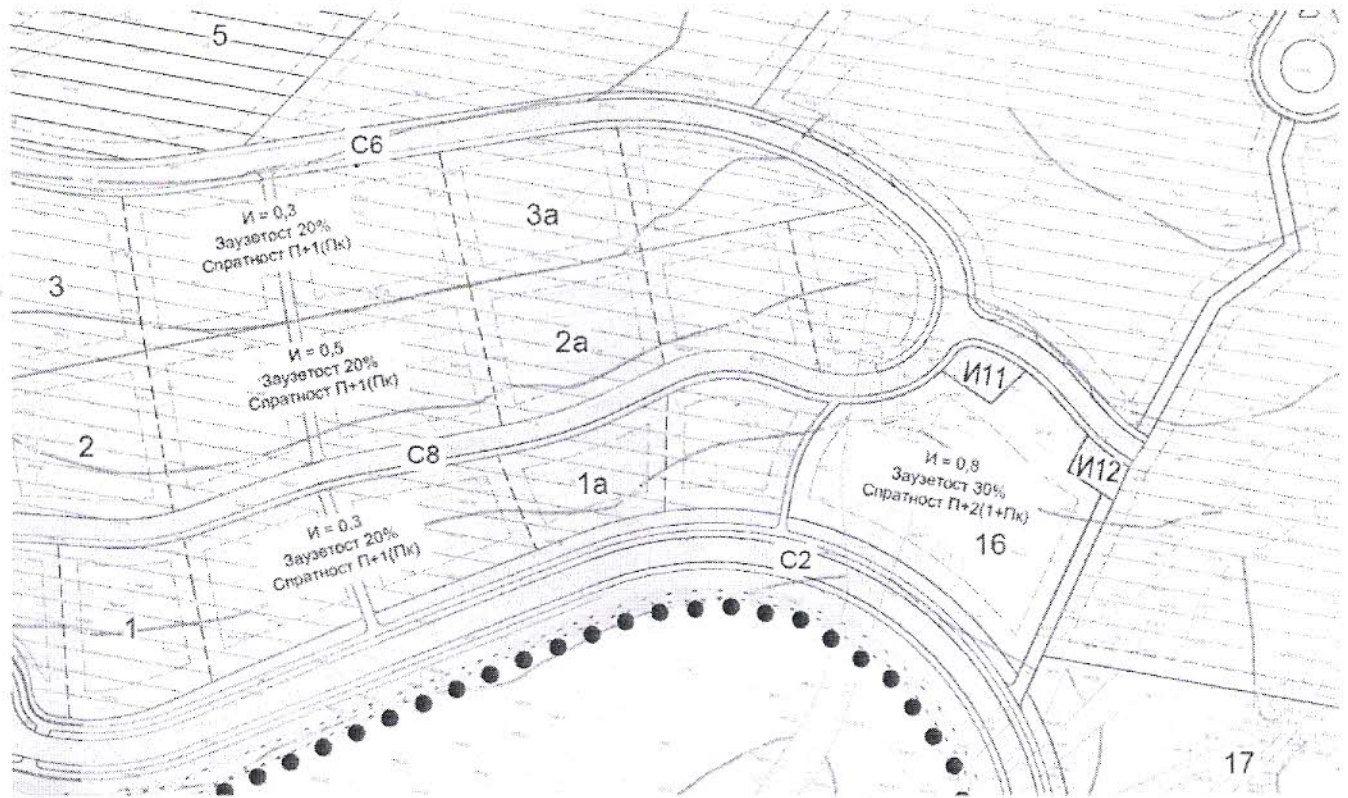 5
С6
И = 0,3
Заузетост 20%
Спратност П+1(Пк)
3а
3
И = 0,5
Заузетост 20%
Спратност П+1(Пк)
2а
И11
2
С8
И = 0,8
Заузетост 30%
Спратност П+2(1+Пк)
И12
1а
16
И = 0.3
Заузетост 20%
Спратност П+1(Пк)
С2
1
17